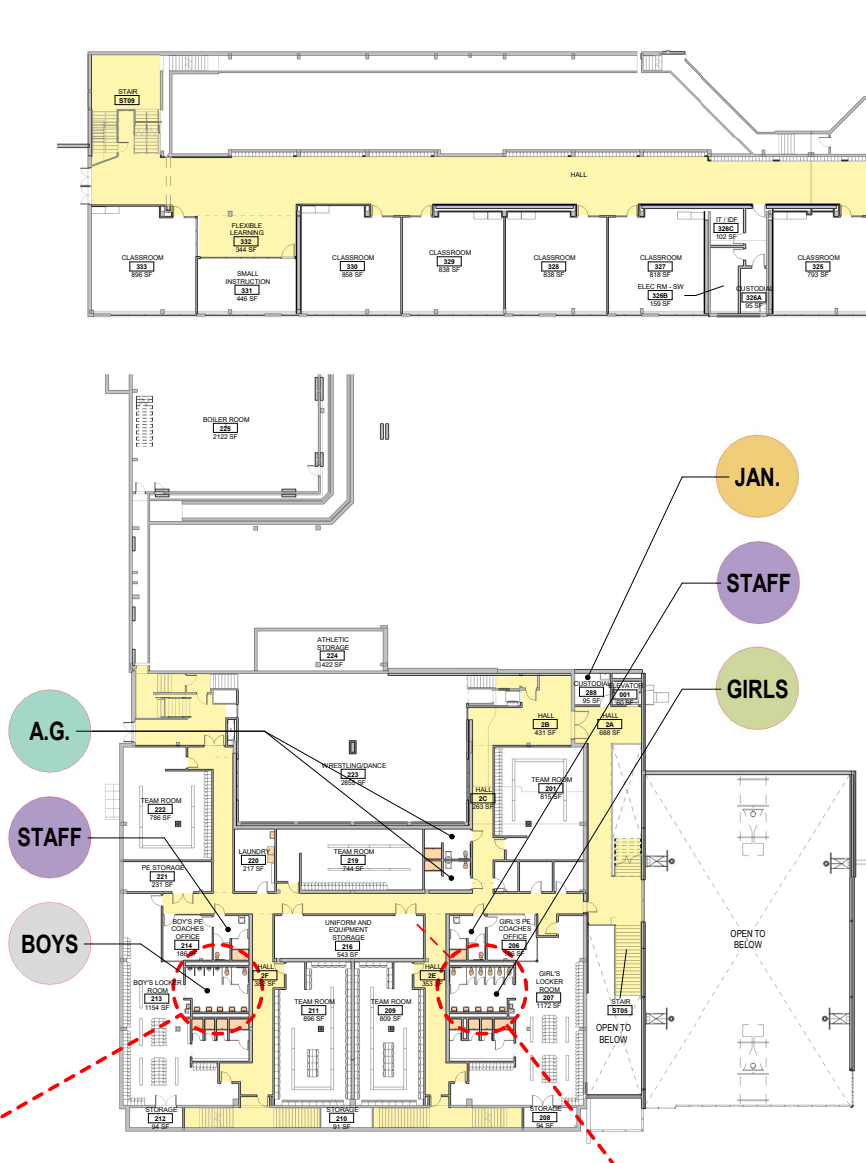 STAIR
ST09
HALL
FLEXIBLE
LEARNING
332
344 SF
IT / IDF
326C
102 SF
CLASSROOM
333
896 SF
SMALL
INSTRUCTION
331
446 SF
CLASSROOM
330
858 SF
CLASSROOM
329
838 SF
CLASSROOM
328
838 SF
CLASSROOM
327
818 SF
ELEC RM - SW
326B
159 SF
CUSTODIAL
326A
95 SF
CLASSROOM
325
793 SF
BOILER ROOM
225
2122 SF
JAN.
STAFF
GIRLS
ATHLETIC
STORAGE
224
422 SF
CUSTODIAL
288
95 SF
ELEVATOR
001
60 SF
HALL
2B
431 SF
HALL
2A
688 SF
A.G.
WRESTLING/DANCE
223
2855 SF
HALL
2C
263 SF
TEAM ROOM
201
815 SF
TEAM ROOM
222
786 SF
STAFF
LAUNDRY
220
217 SF
TEAM ROOM
219
744 SF
PE STORAGE
221
231 SF
BOY'S PE
COACHES
OFFICE
214
186 SF
UNIFORM AND
EQUIPMENT
STORAGE
216
543 SF
GIRL'S PE
COACHES
OFFICE
206
OPEN TO
BELOW
BOYS
HALL
2F
352 SF
HALL
2E
353 SF
BOY'S LOCKER
ROOM
213
1154 SF
TEAM ROOM
211
896 SF
TEAM ROOM
209
809 SF
GIRL'S
LOCKER
ROOM
207
1172 SF
STAIR
ST05
OPEN TO
BELOW
STORAGE
212
94 SF
STORAGE
210
91 SF
STORAGE
208
94 SF